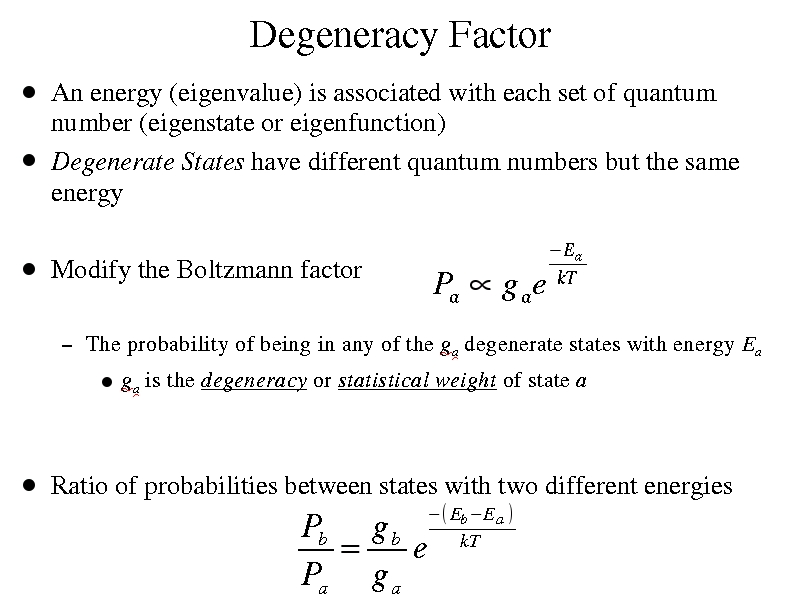 Degeneracy Factor
● An energy (eigenvalue) is associated with each set of quantum
number (eigenstate or eigenfunction)
● Degenerate States have different quantum numbers but the same
energy
● Modify the Boltzmann factor P_a ∝ g_a e^{\frac{-E_a}{kT}}
– The probability of being in any of the g_a degenerate states with energy E_a
● g_a is the degeneracy or statistical weight of state a
● Ratio of probabilities between states with two different energies
\frac{P_b}{P_a} = \frac{g_b}{g_a} e^{\frac{-(E_b-E_a)}{kT}}